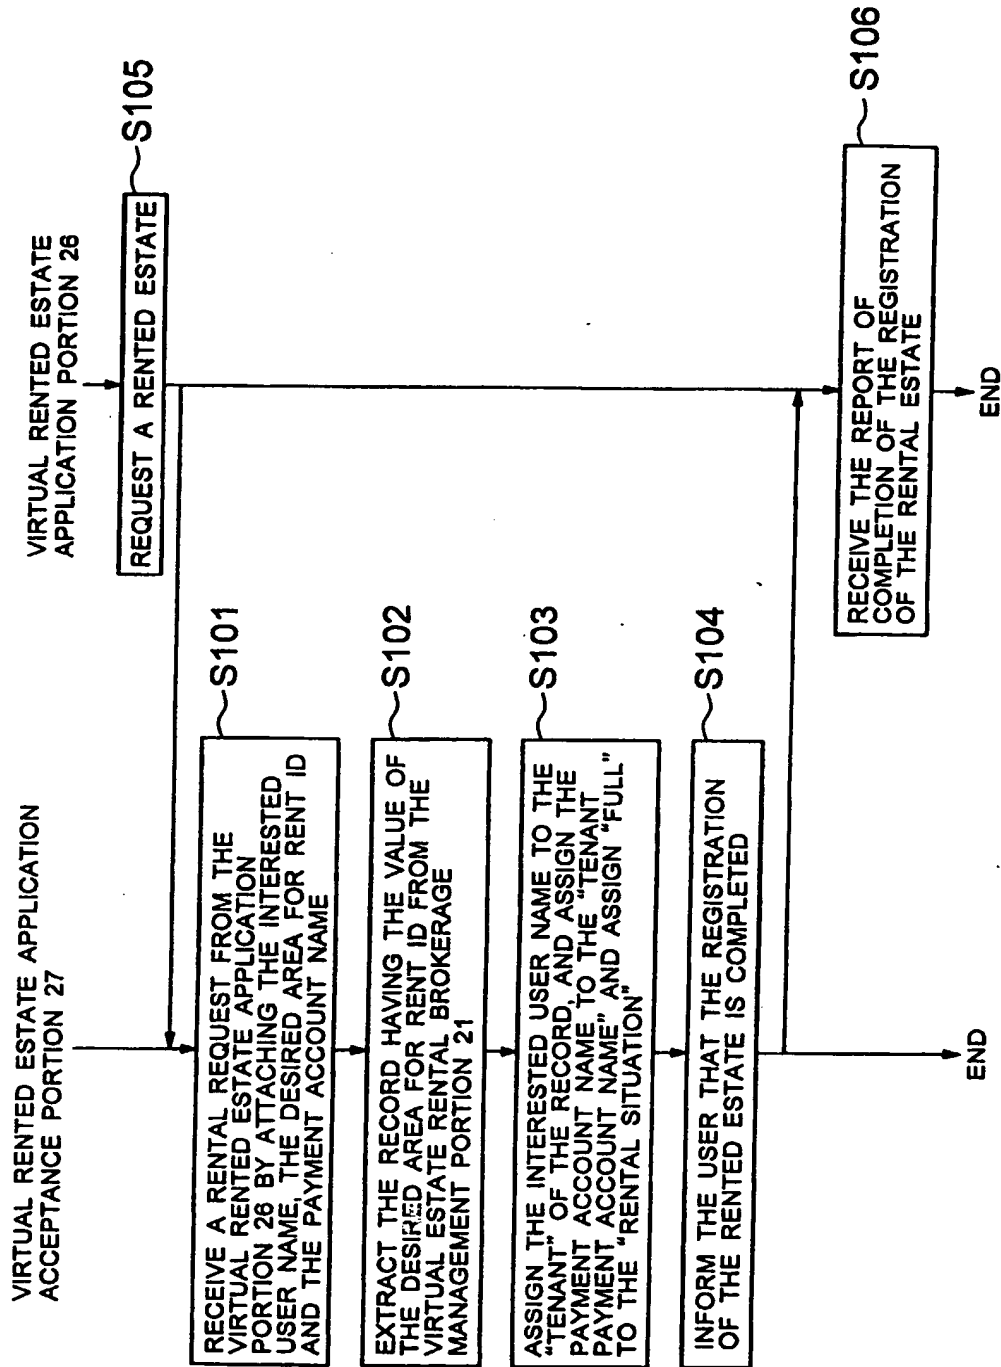 VIRTUAL RENTED ESTATE APPLICATION
ACCEPTANCE PORTION 27
RECEIVE A RENTAL REQUEST FROM THE
VIRTUAL RENTED ESTATE APPLICATION
PORTION 26 BY ATTACHING THE INTERESTED
USER NAME, THE DESIRED AREA FOR RENT ID
AND THE PAYMENT ACCOUNT NAME
S101
EXTRACT THE RECORD HAVING THE VALUE OF
THE DESIRED AREA FOR RENT ID FROM THE
VIRTUAL ESTATE RENTAL BROKERAGE
MANAGEMENT PORTION 21
S102
ASSIGN THE INTERESTED USER NAME TO THE
"TENANT" OF THE RECORD, AND ASSIGN THE
PAYMENT ACCOUNT NAME TO THE "TENANT
PAYMENT ACCOUNT NAME" AND ASSIGN "FULL"
TO THE "RENTAL SITUATION"
S103
INFORM THE USER THAT THE REGISTRATION
OF THE RENTED ESTATE IS COMPLETED
S104
END
VIRTUAL RENTED ESTATE
APPLICATION PORTION 26
REQUEST A RENTED ESTATE
S105
RECEIVE THE REPORT OF
COMPLETION OF THE REGISTRATION
OF THE RENTAL ESTATE
S106
END